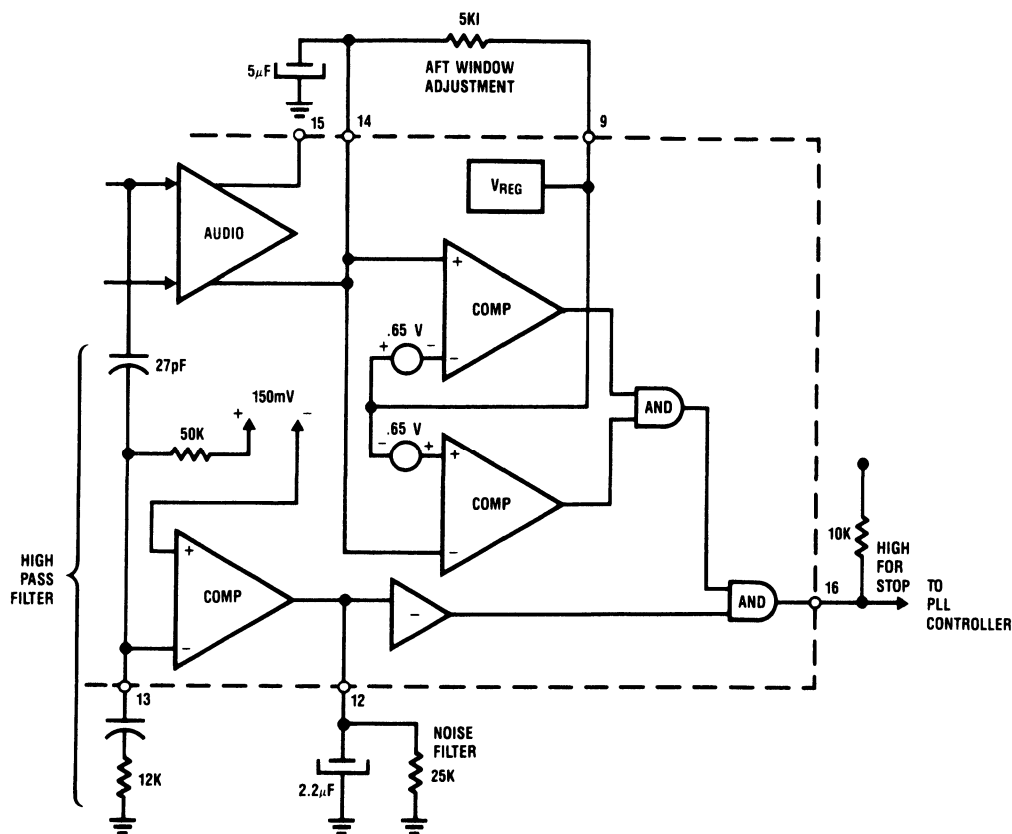 5KI
AFT WINDOW
ADJUSTMENT
5µF
15
14
9
VREG
AUDIO
+
COMP
.65 V
+ −
−
27pF
150mV
+ −
50K
AND
.65 V
− +
+
COMP
−
10K
HIGH
FOR
STOP
HIGH
PASS
FILTER
+
COMP
−
−
AND
16
TO
PLL
CONTROLLER
13
12
NOISE
FILTER
12K
2.2µF
25K